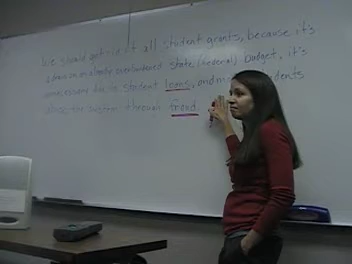 We should get rid of all student grants, because it's
a drain on an already overburdened state/federal budget, it's
unnecessary due to student loans, and many students
abuse the system through fraud.